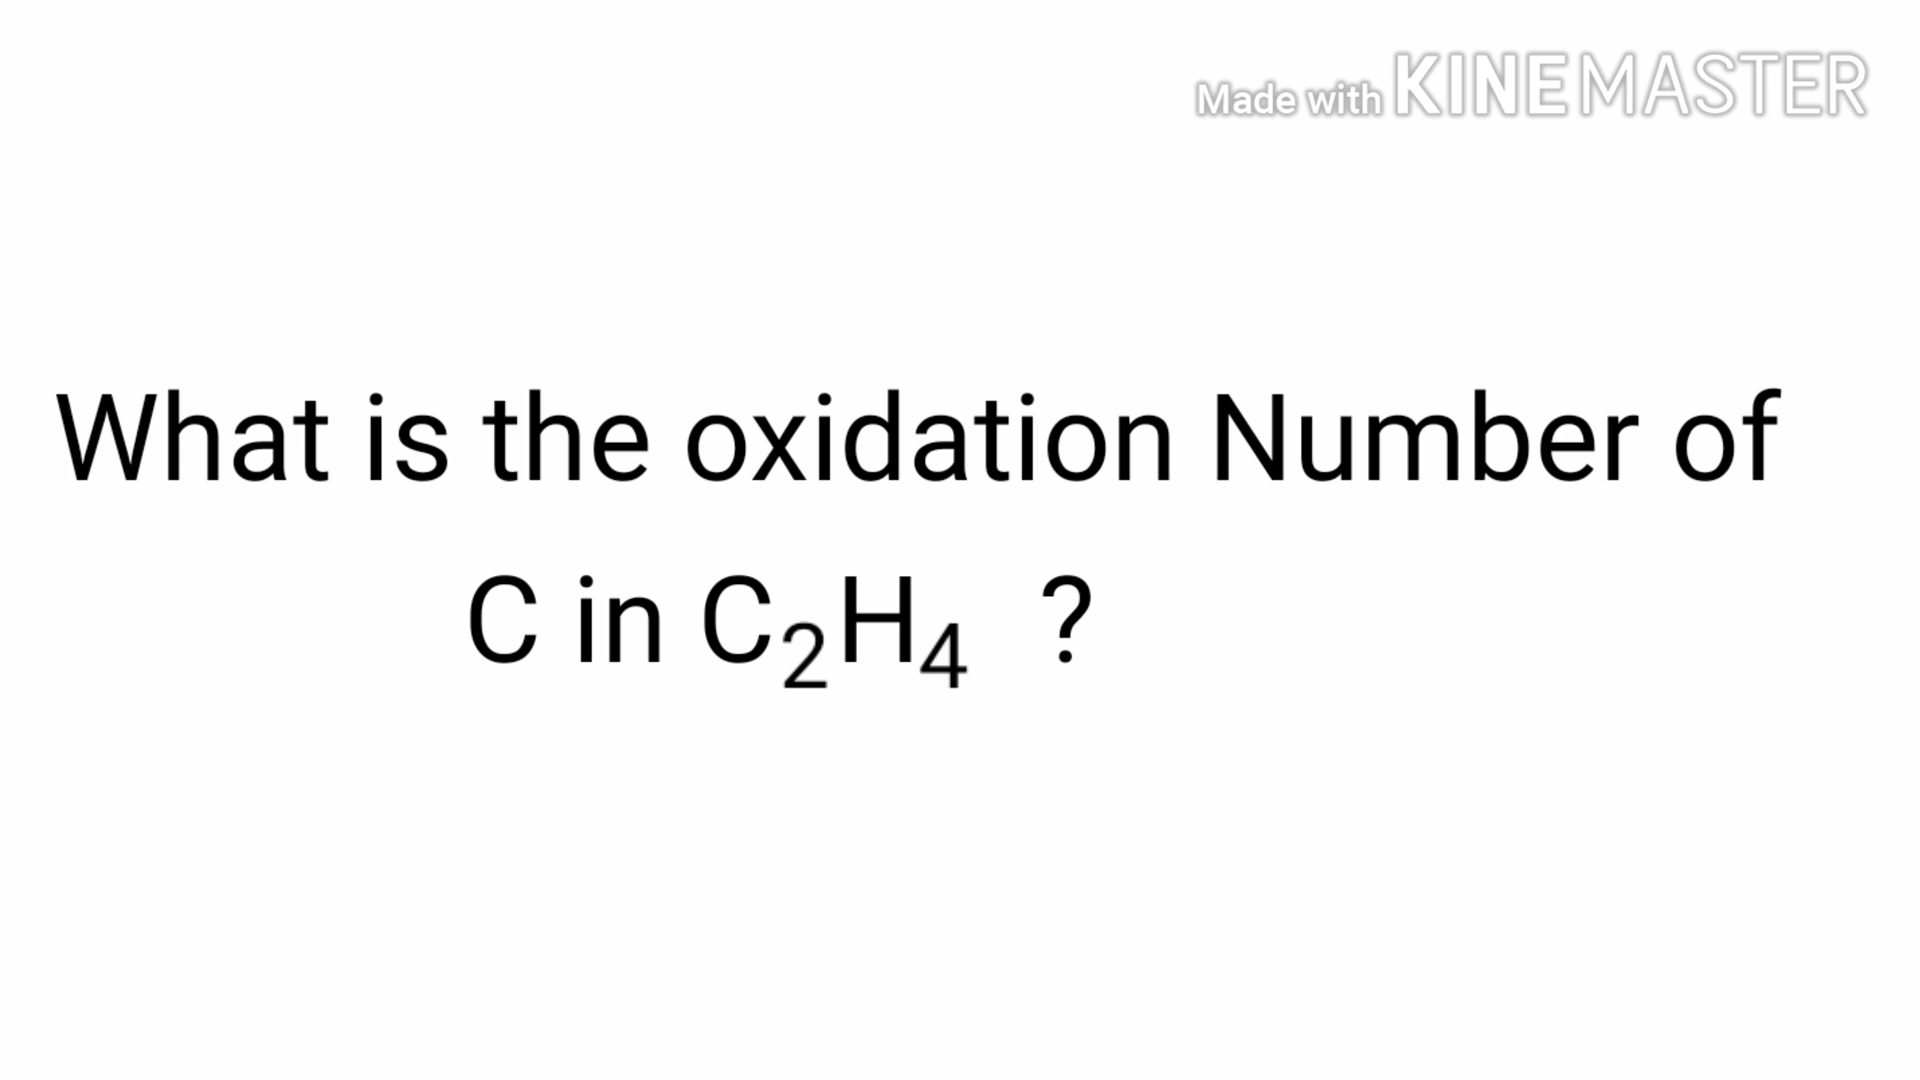 Made with KINEMASTER
What is the oxidation Number of
C in C₂H₄ ?